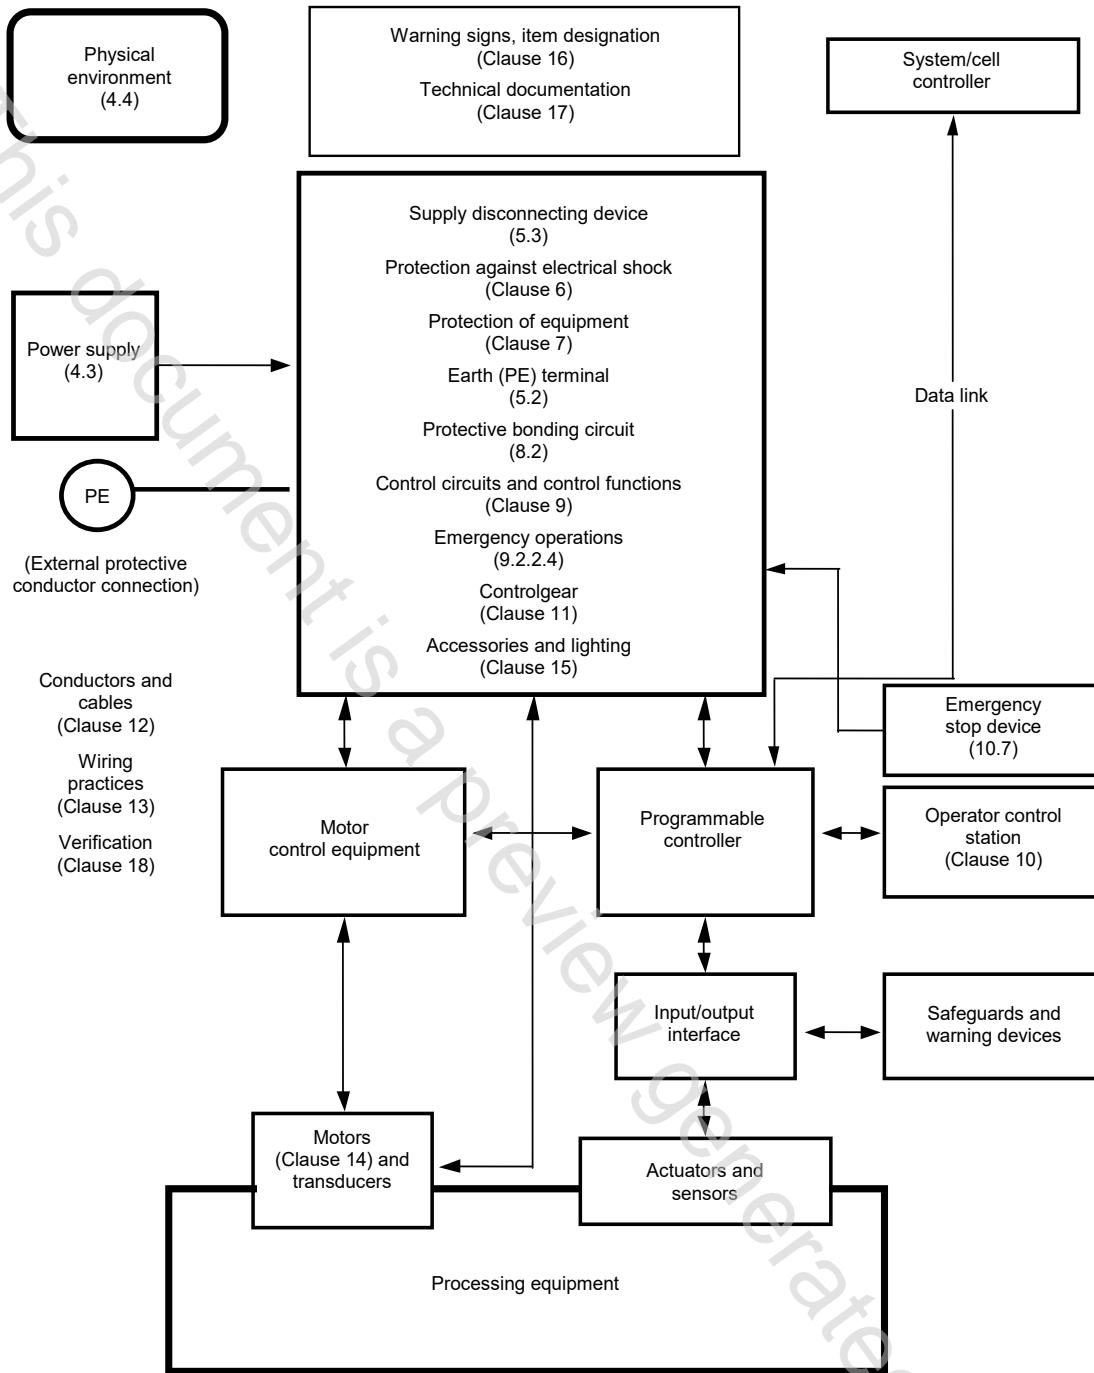 Physical
environment
(4.4)
Warning signs, item designation
(Clause 16)
Technical documentation
(Clause 17)
System/cell
controller
Supply disconnecting device
(5.3)
Protection against electrical shock
(Clause 6)
Protection of equipment
(Clause 7)
Earth (PE) terminal
(5.2)
Protective bonding circuit
(8.2)
Control circuits and control functions
(Clause 9)
Emergency operations
(9.2.2.4)
Controlgear
(Clause 11)
Accessories and lighting
(Clause 15)
Power supply
(4.3)
Data link
PE
(External protective
conductor connection)
Conductors and
cables
(Clause 12)
Wiring
practices
(Clause 13)
Verification
(Clause 18)
Emergency
stop device
(10.7)
Motor
control equipment
Programmable
controller
Operator control
station
(Clause 10)
Input/output
interface
Safeguards and
warning devices
Motors
(Clause 14) and
transducers
Actuators and
sensors
Processing equipment
This document is a preview generated